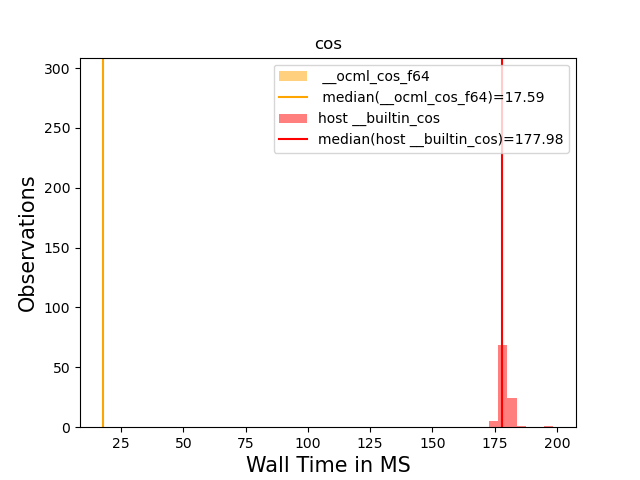 cos
__ocml_cos_f64
median(__ocml_cos_f64)=17.59
host __builtin_cos
median(host __builtin_cos)=177.98
Observations
300
250
200
150
100
50
0
25 50 75 100 125 150 175 200
Wall Time in MS